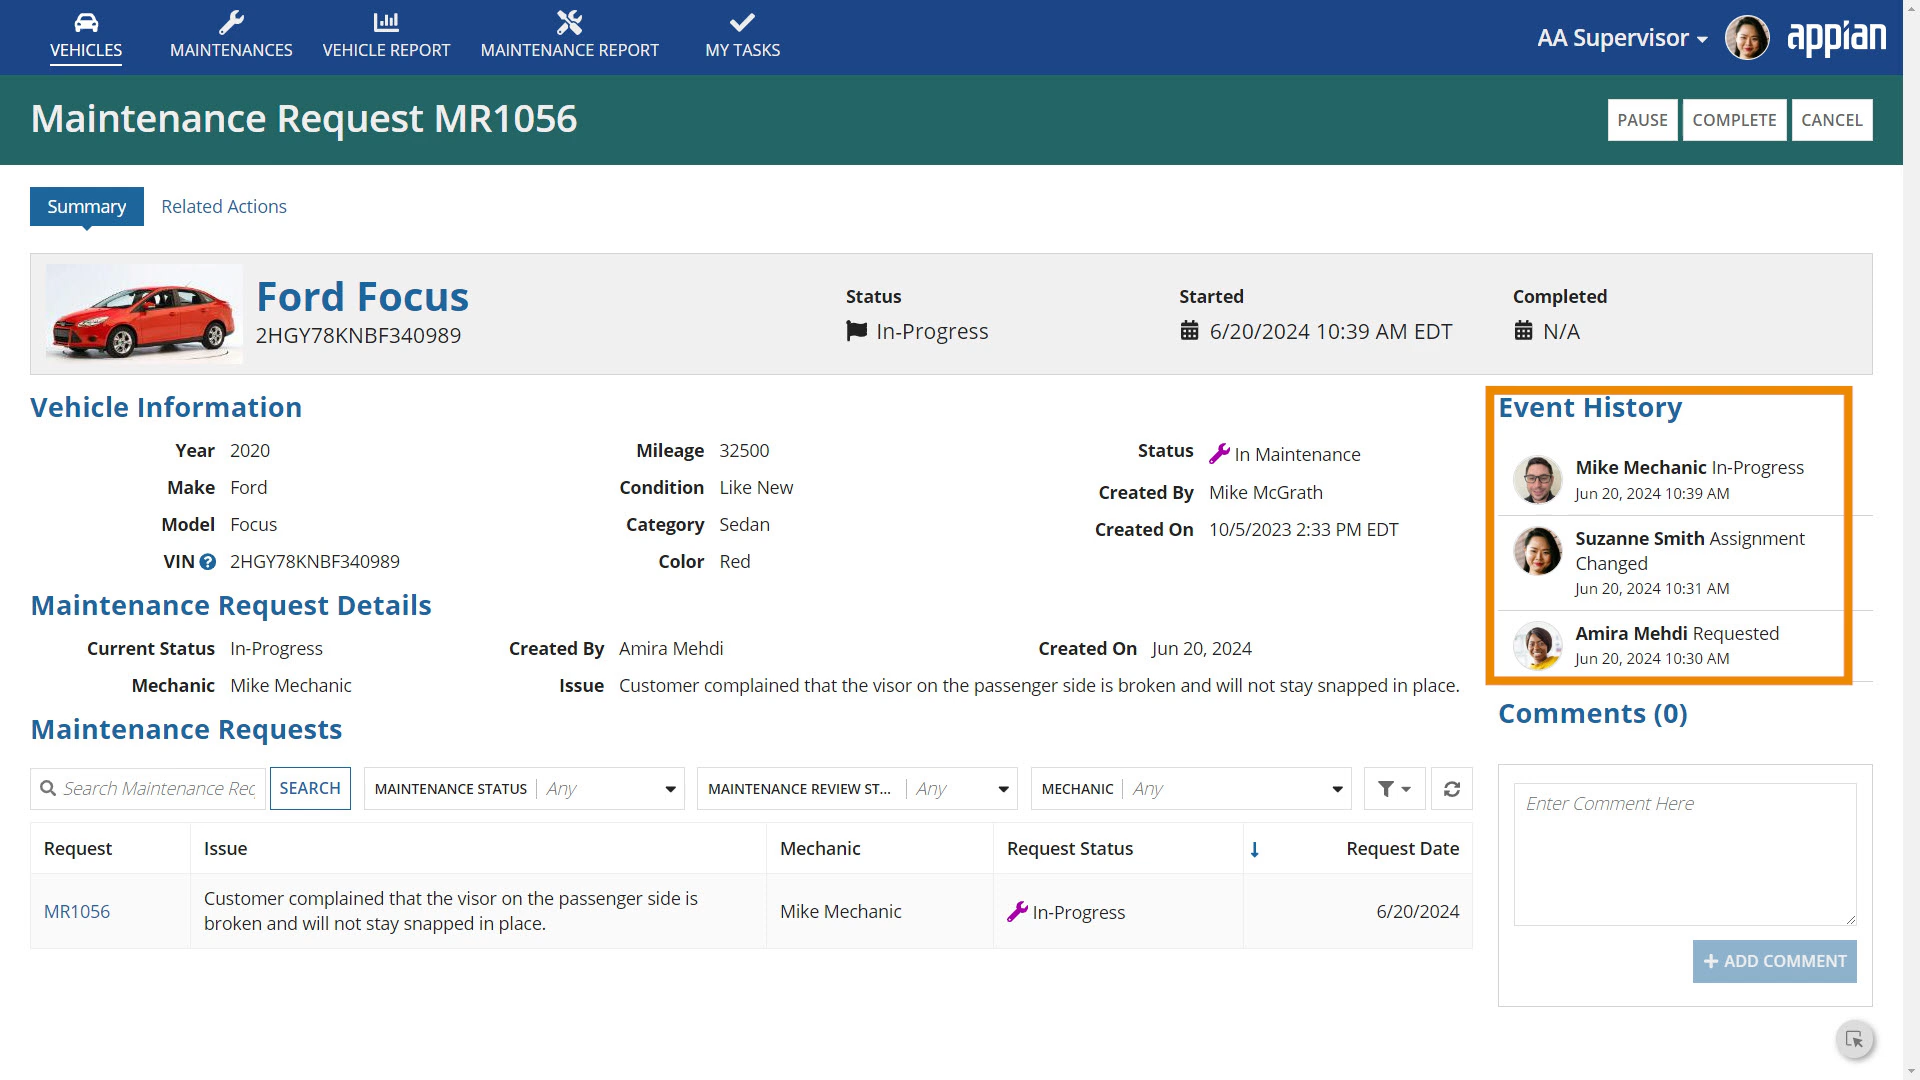 VEHICLES
MAINTENANCES
VEHICLE REPORT
MAINTENANCE REPORT
MY TASKS
AA Supervisor
appian
Maintenance Request MR1056
PAUSE
COMPLETE
CANCEL
Summary
Related Actions
Ford Focus
2HGY78KNBF340989
Status
In-Progress
Started
6/20/2024 10:39 AM EDT
Completed
N/A
Vehicle Information
Year 2020
Make Ford
Model Focus
VIN ? 2HGY78KNBF340989
Mileage 32500
Condition Like New
Category Sedan
Color Red
Status In Maintenance
Created By Mike McGrath
Created On 10/5/2023 2:33 PM EDT
Maintenance Request Details
Current Status In-Progress
Mechanic Mike Mechanic
Created By Amira Mehdi
Issue Customer complained that the visor on the passenger side is broken and will not stay snapped in place.
Created On Jun 20, 2024
Maintenance Requests
Search Maintenance Req
SEARCH
MAINTENANCE STATUS Any
MAINTENANCE REVIEW ST... Any
MECHANIC Any
Request Issue Mechanic Request Status Request Date
MR1056
Customer complained that the visor on the passenger side is
broken and will not stay snapped in place.
Mike Mechanic
In-Progress
6/20/2024
Event History
Mike Mechanic In-Progress
Jun 20, 2024 10:39 AM
Suzanne Smith Assignment
Changed
Jun 20, 2024 10:31 AM
Amira Mehdi Requested
Jun 20, 2024 10:30 AM
Comments (0)
Enter Comment Here
+ ADD COMMENT